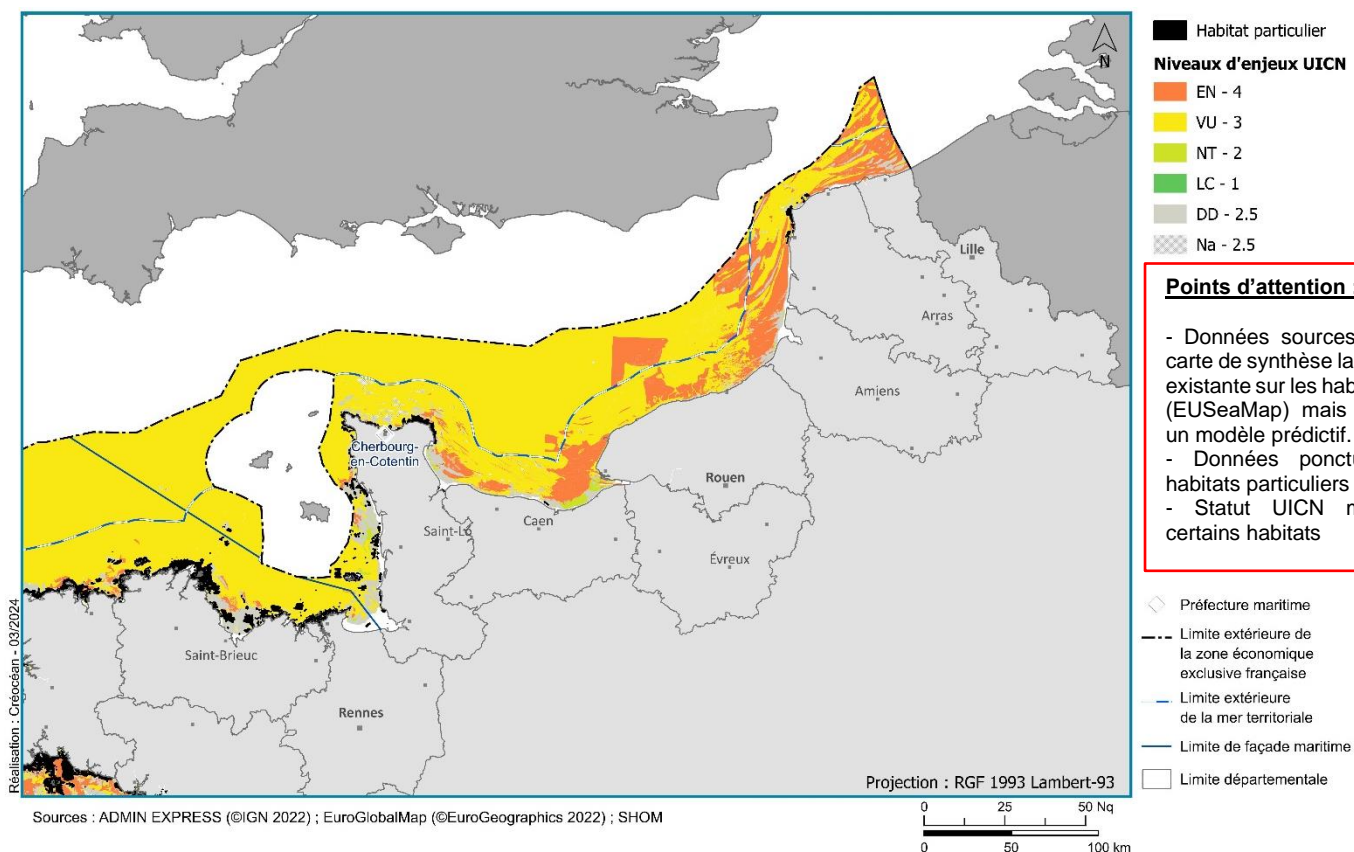 N
Lille
Arras
Amiens
Cherbourg-
en-Cotentin
Rouen
Saint-Lô
Caen
Évreux
Saint-Brieuc
Rennes
Réalisation : Créocéan - 03/2024
Projection : RGF 1993 Lambert-93
Sources : ADMIN EXPRESS (©IGN 2022) ; EuroGlobalMap (©EuroGeographics 2022) ; SHOM
0 25 50 Nq
0 50 100 km
Habitat particulier
Niveaux d'enjeux UICN
EN - 4
VU - 3
NT - 2
LC - 1
DD - 2.5
Na - 2.5
Points d'attention :
- Données sources
carte de synthèse la
existante sur les hab
(EUSeaMap) mais
un modèle prédictif.
- Données ponctu
habitats particuliers
- Statut UICN m
certains habitats
Préfecture maritime
Limite extérieure de
la zone économique
exclusive française
Limite extérieure
de la mer territoriale
Limite de façade maritime
Limite départementale